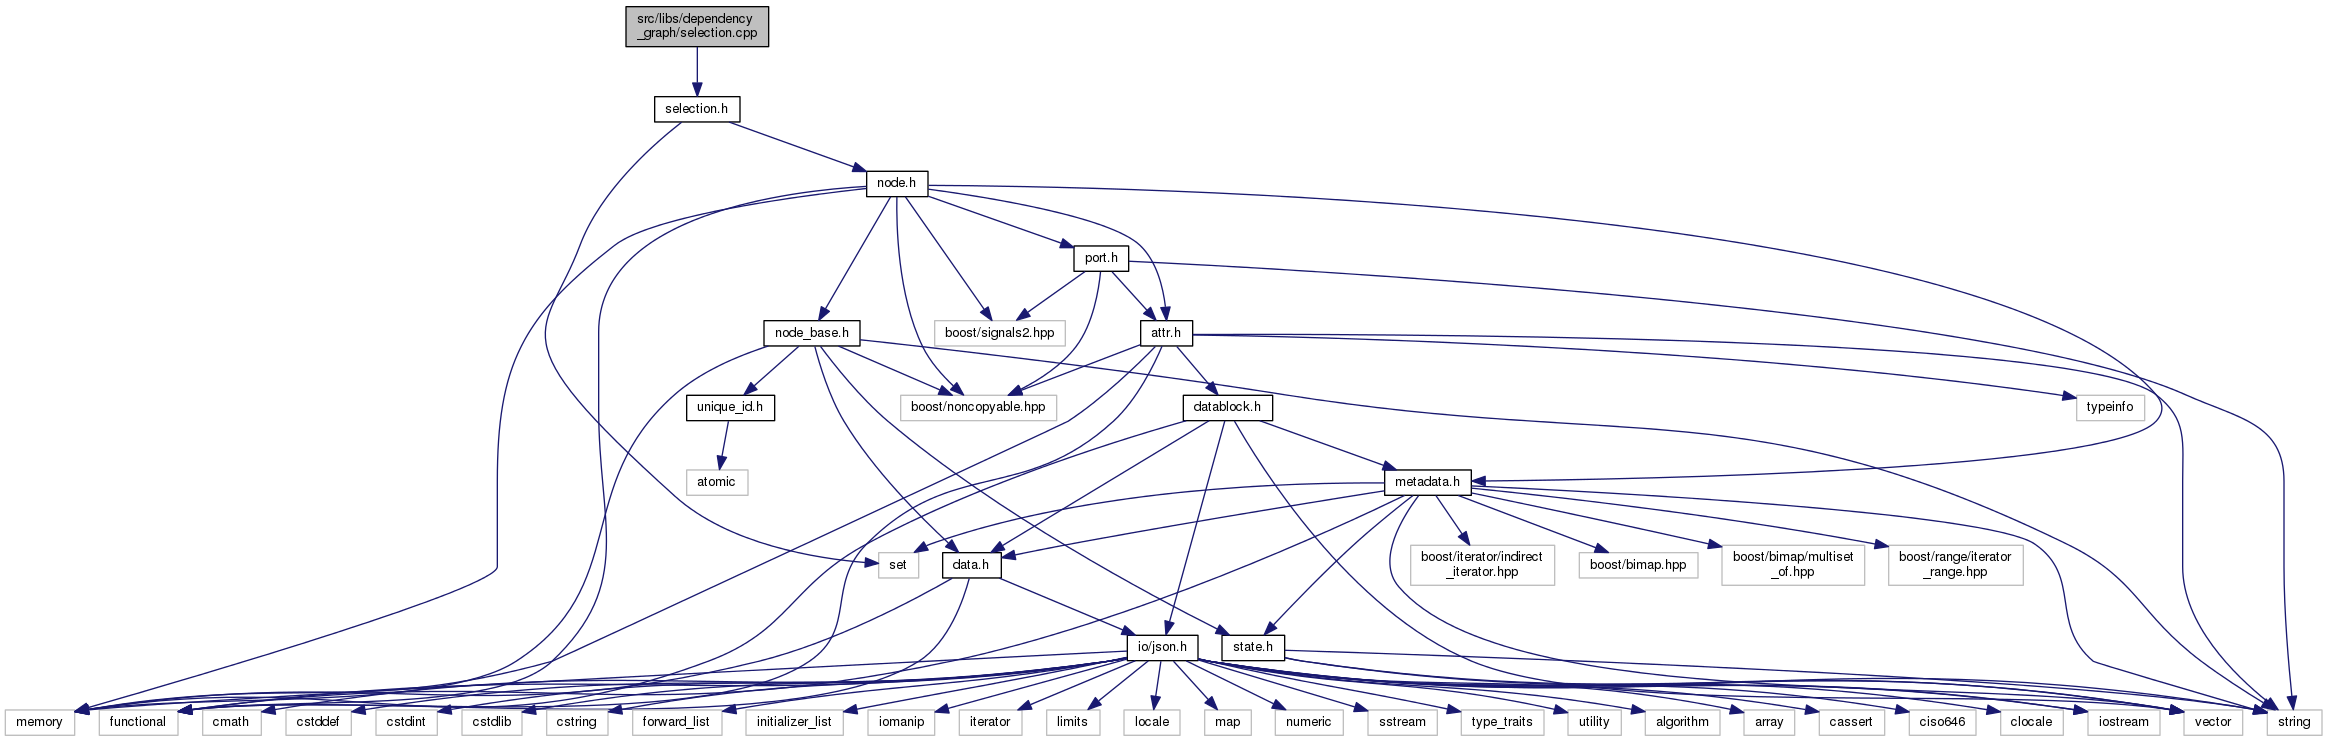 src/libs/dependency
_graph/selection.cpp
selection.h
node.h
port.h
node_base.h
boost/signals2.hpp
attr.h
unique_id.h
boost/noncopyable.hpp
datablock.h
typeinfo
atomic
metadata.h
set
data.h
boost/iterator/indirect
_iterator.hpp
boost/bimap.hpp
boost/bimap/multiset
_of.hpp
boost/range/iterator
_range.hpp
io/json.h
state.h
memory
functional
cmath
cstddef
cstdint
cstdlib
cstring
forward_list
initializer_list
iomanip
iterator
limits
locale
map
numeric
sstream
type_traits
utility
algorithm
array
cassert
ciso646
clocale
iostream
vector
string